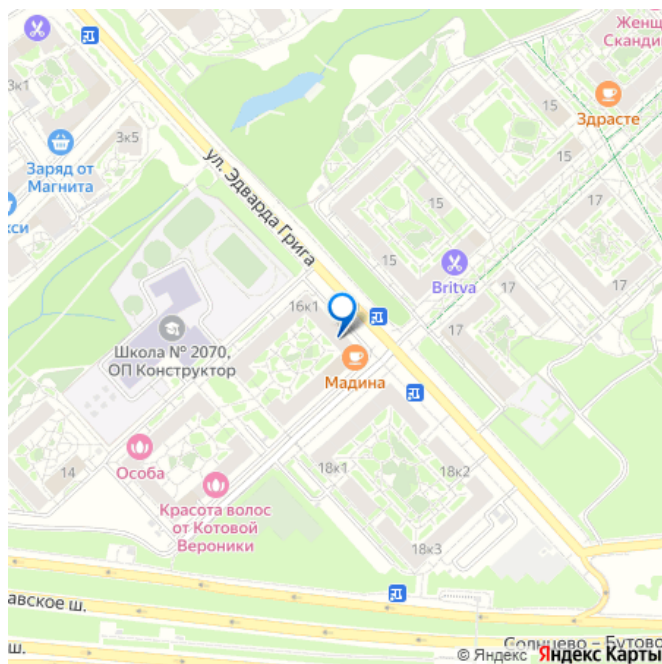 Женщ
Сканди
3к1
15
Здрасте
3к5
Заряд от
Магнита
кси
ул. Эдварда Грига
15
17
15
15
Britva
17
17
17
16к1
Школа № 2070,
ОП Конструктор
Мадина
Особа
14
18к1
18к2
Красота волос
от Котовой
Вероники
18к3
авское ш.
ш.
Солнцево – Бутово
© Яндекс Яндекс Карты